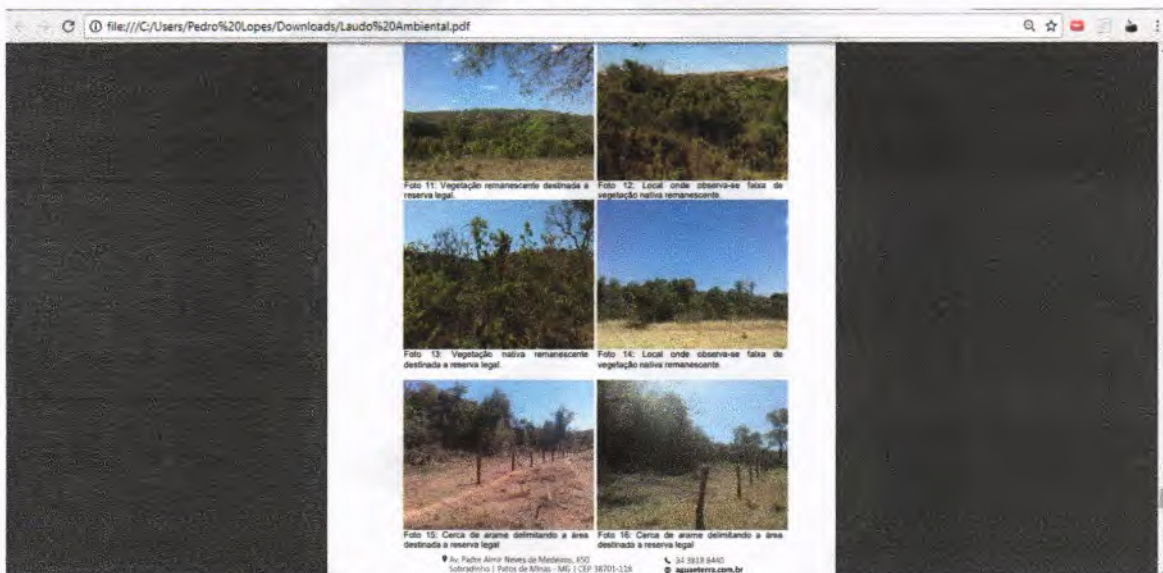 file:///C:/Users/Pedro%20Lopes/Downloads/Laudo%20Ambiental.pdf
Foto 11: Vegetação remanescente destinada a
reserva legal.
Foto 12: Local onde observa-se faixa de
vegetação nativa remanescente.
Foto 13: Vegetação nativa remanescente
destinada a reserva legal.
Foto 14: Local onde observa-se faixa de
vegetação nativa remanescente.
Foto 15: Cerca de arame delimitando a área
destinada a reserva legal
Foto 16: Cerca de arame delimitando a área
destinada a reserva legal
Av. Padre Almir Neves de Medeiros, 650
Sobradinho | Patos de Minas - MG | CEP 38701-118
34 3818 8440
aguaeterra.com.br